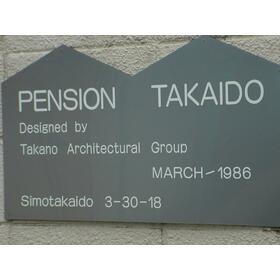 PENSION TAKAIDO
Designed by
Takano Architectural Group
MARCH-1986
Simotakaido 3-30-18